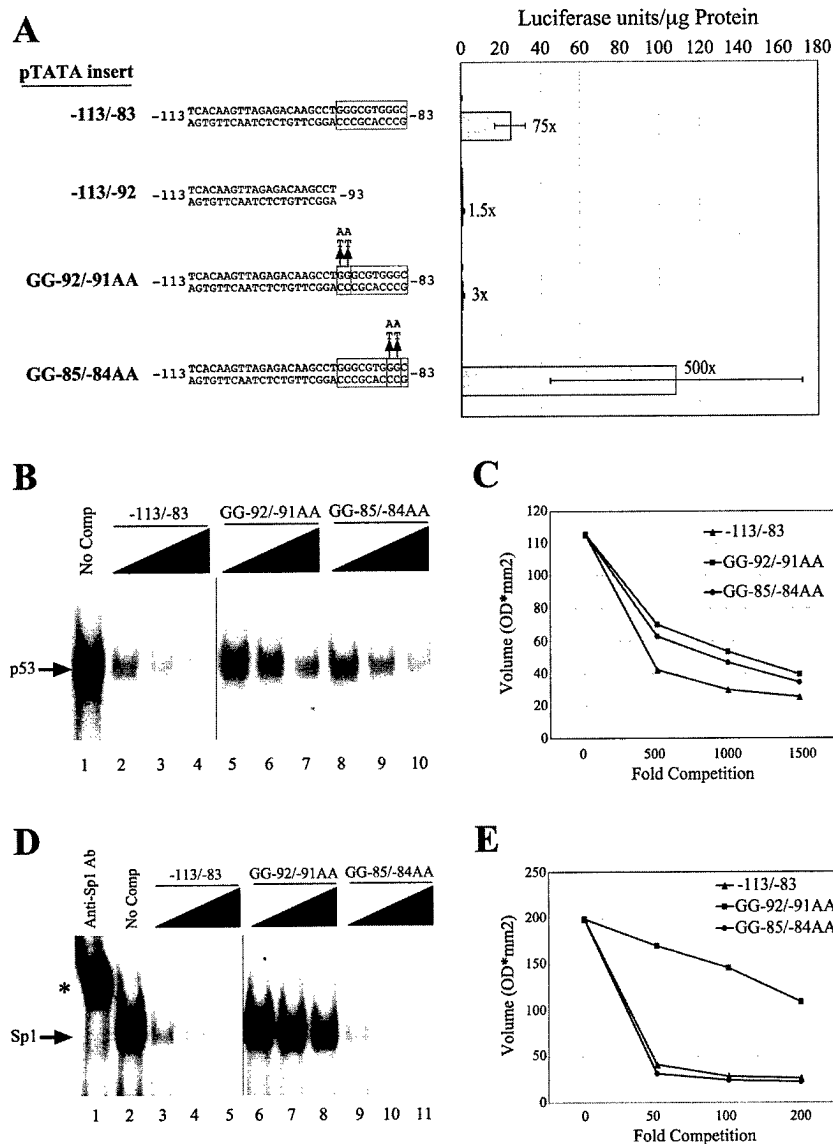 A
Luciferase units/µg Protein
0 20 40 60 80 100 120 140 160 180
pTATA insert
-113/-83
-113
TCACAAGTTAGAGACAAGCCTGGGCGTGGGC
AGTGTTCAATCTCTGTTCGGACCCGCACCCG
-83
75x
-113/-92
-113
TCACAAGTTAGAGACAAGCCT
AGTGTTCAATCTCTGTTCGGA
-93
1.5x
AA
TT
GG-92/-91AA
-113
TCACAAGTTAGAGACAAGCCTGGGCGTGGGC
AGTGTTCAATCTCTGTTCGGACCCGCACCCG
-83
3x
AA
TT
GG-85/-84AA
-113
TCACAAGTTAGAGACAAGCCTGGGCGTGGGC
AGTGTTCAATCTCTGTTCGGACCCGCACCCG
-83
500x
B
No Comp
-113/-83
GG-92/-91AA
GG-85/-84AA
p53
1 2 3 4 5 6 7 8 9 10
C
Volume (OD*mm2)
120
100
80
60
40
20
0
-113/-83
GG-92/-91AA
GG-85/-84AA
0 500 1000 1500
Fold Competition
D
Anti-Sp1 Ab
No Comp
-113/-83
GG-92/-91AA
GG-85/-84AA
*
Sp1
1 2 3 4 5 6 7 8 9 10 11
E
Volume (OD*mm2)
250
200
150
100
50
0
-113/-83
GG-92/-91AA
GG-85/-84AA
0 50 100 200
Fold Competition